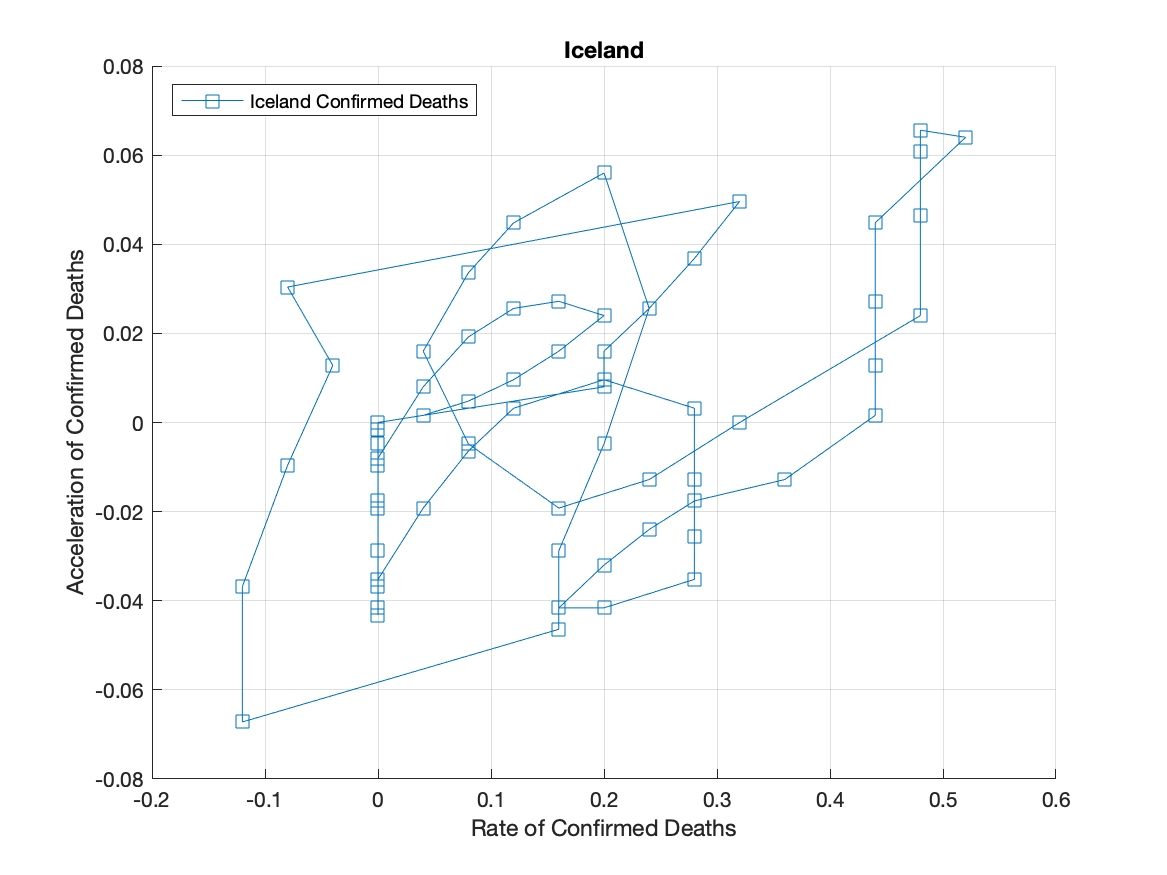 Iceland
Iceland Confirmed Deaths
0.08
0.06
0.04
0.02
0
-0.02
-0.04
-0.06
-0.08
Acceleration of Confirmed Deaths
-0.2 -0.1 0 0.1 0.2 0.3 0.4 0.5 0.6
Rate of Confirmed Deaths